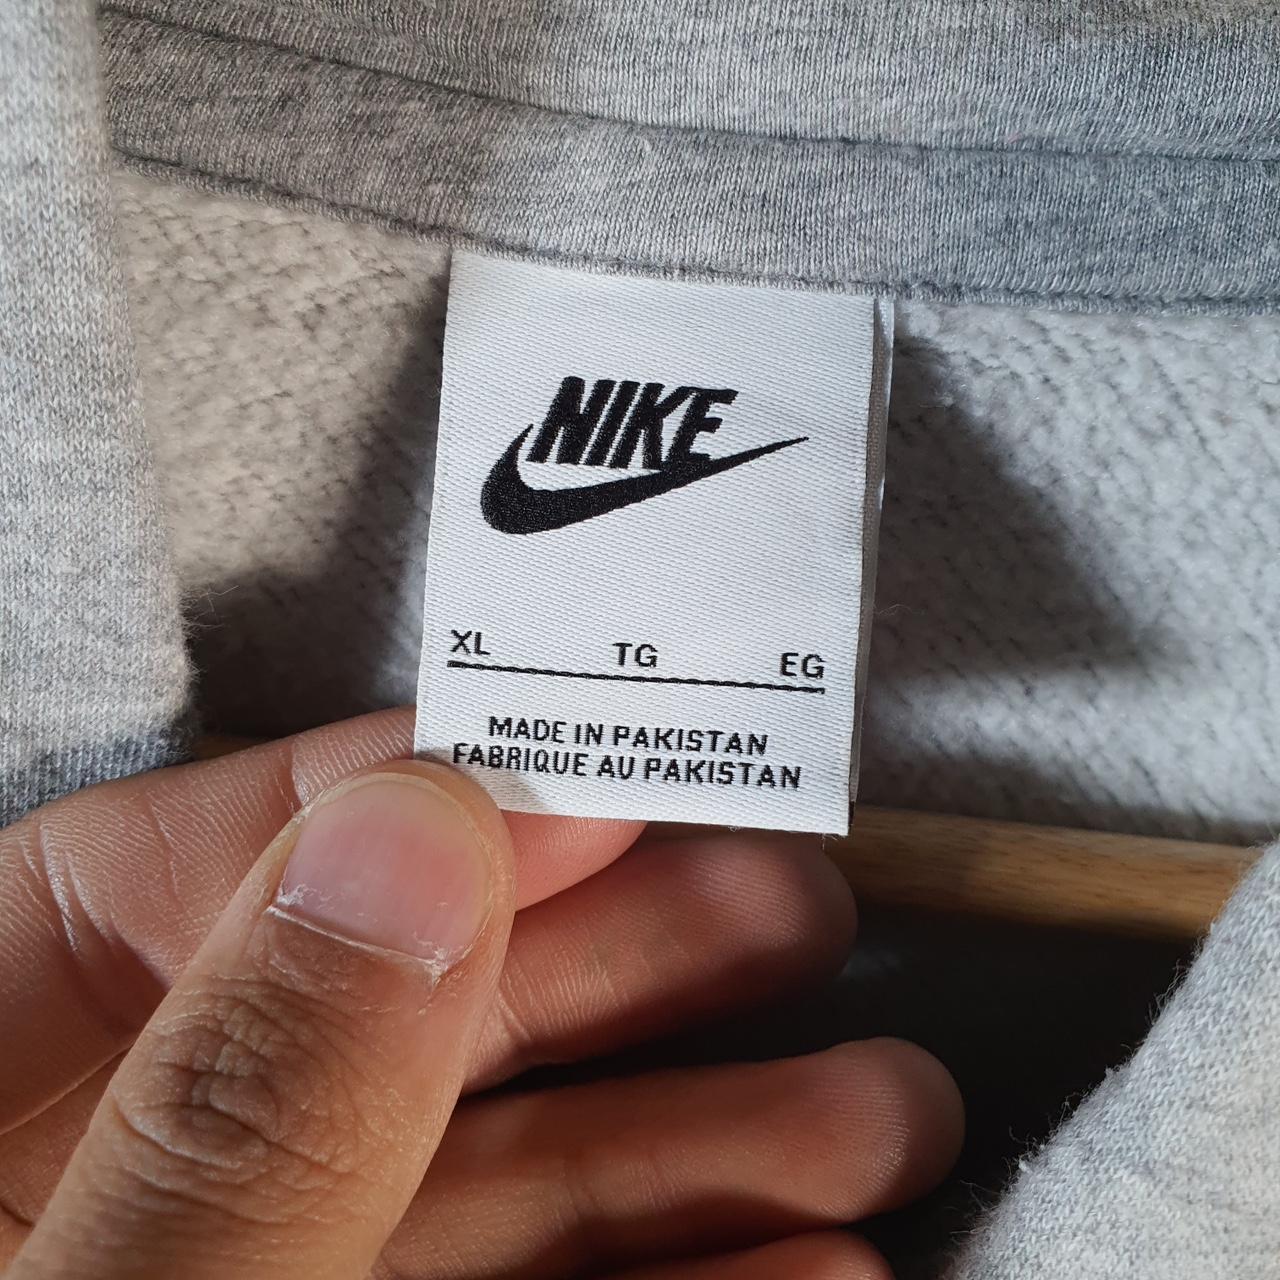 NIKE
XL TG EG
MADE IN PAKISTAN
FABRIQUE AU PAKISTAN